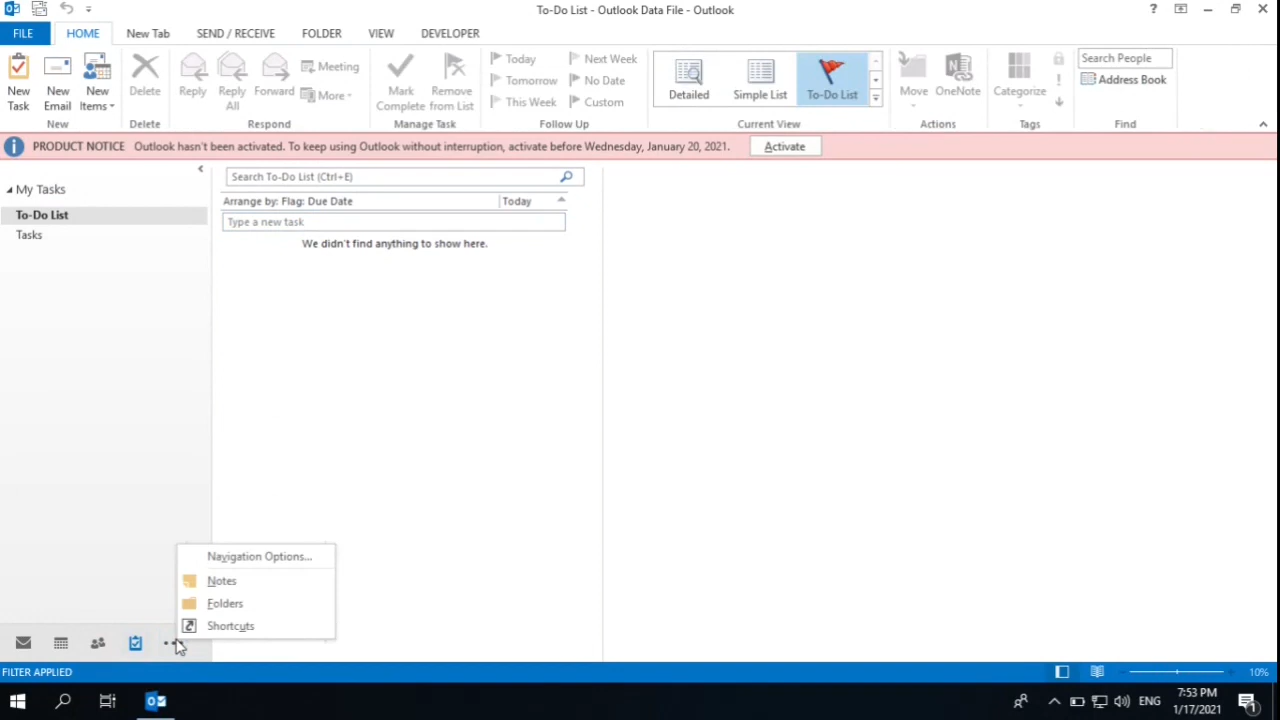 To-Do List - Outlook Data File - Outlook
FILE
HOME
New Tab
SEND / RECEIVE
FOLDER
VIEW
DEVELOPER
New Task
New Email
New Items
New
Delete
Delete
Reply
Reply All
Forward
Meeting
More
Respond
Mark Complete
Remove from List
Manage Task
Today
Tomorrow
This Week
Next Week
No Date
Custom
Follow Up
Detailed
Simple List
To-Do List
Current View
Move
OneNote
Actions
Categorize
Tags
Search People
Address Book
Find
PRODUCT NOTICE Outlook hasn't been activated. To keep using Outlook without interruption, activate before Wednesday, January 20, 2021.
Activate
My Tasks
To-Do List
Tasks
Search To-Do List (Ctrl+E)
Arrange by: Flag: Due Date
Today
Type a new task
We didn't find anything to show here.
Navigation Options...
Notes
Folders
Shortcuts
FILTER APPLIED
10%
ENG
7:53 PM
1/17/2021
1